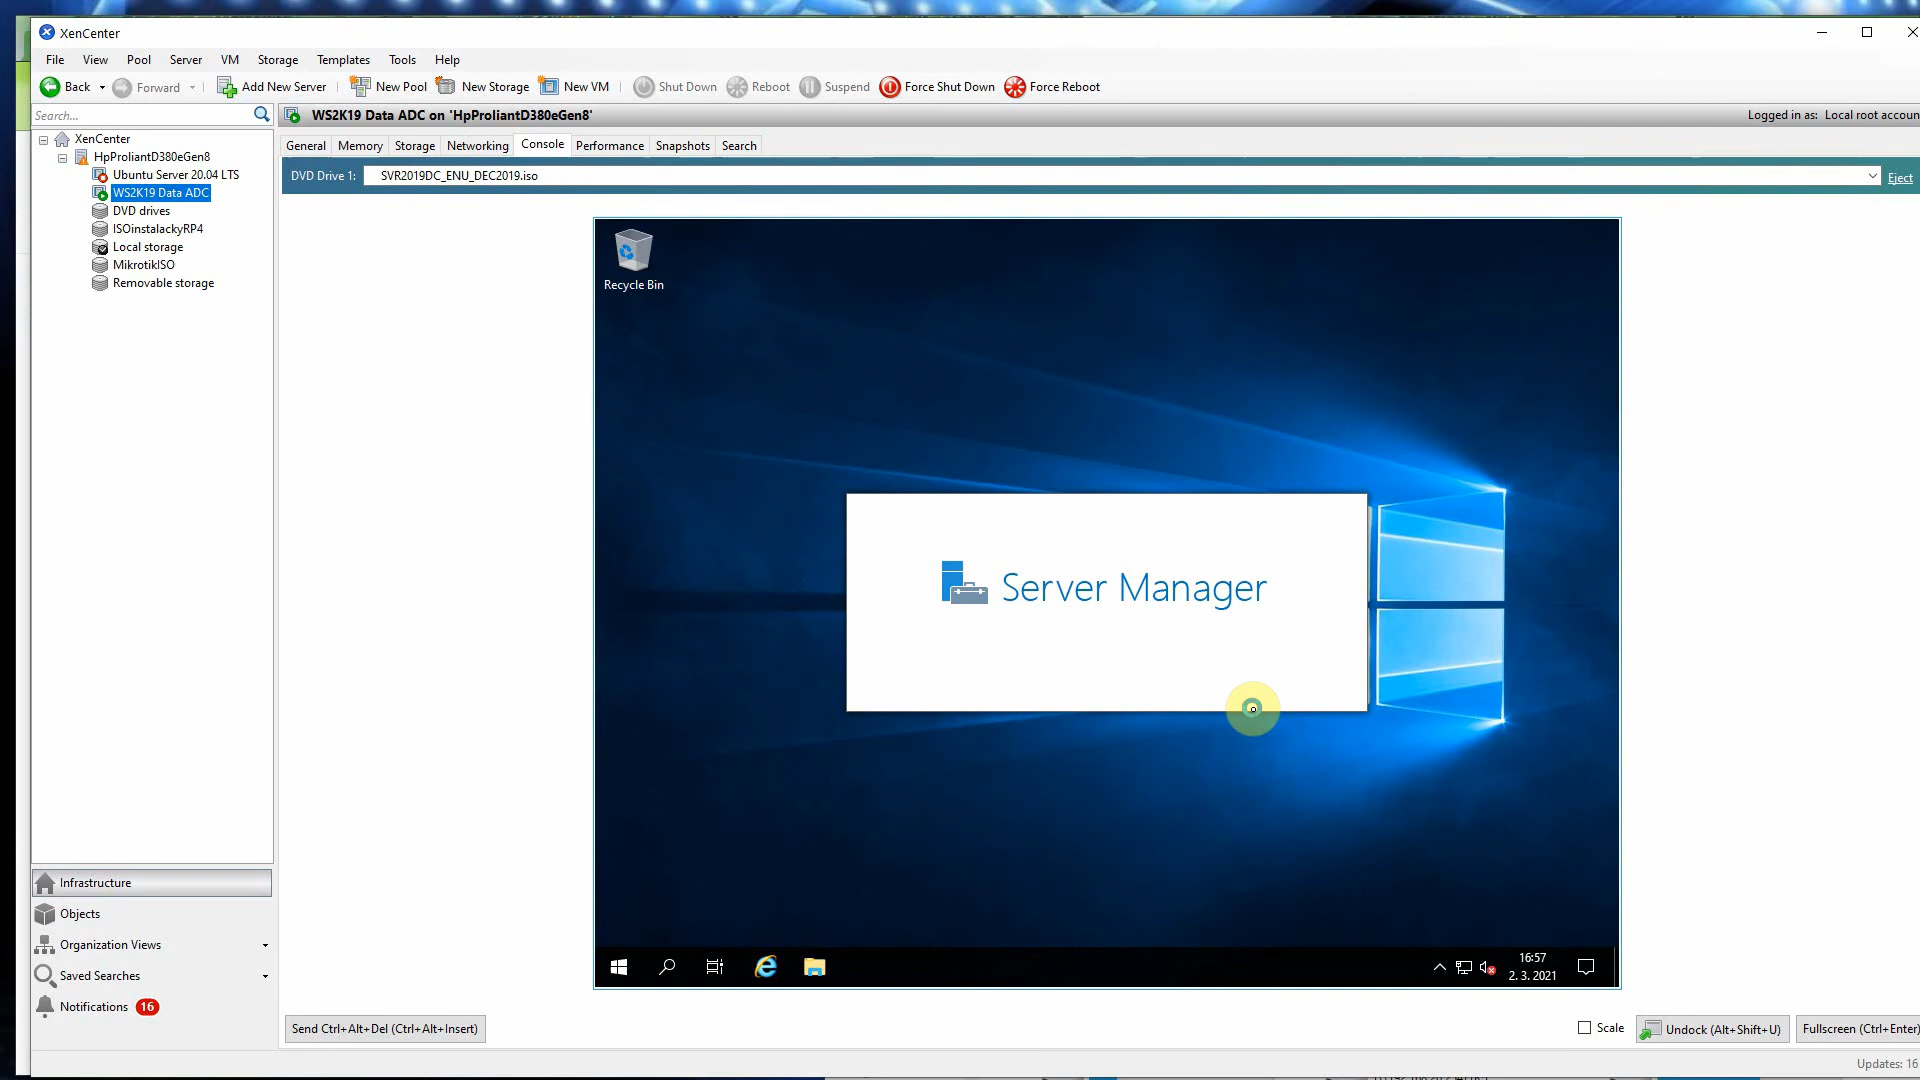 XenCenter
File View Pool Server VM Storage Templates Tools Help
Back Forward Add New Server New Pool New Storage New VM Shut Down Reboot Suspend Force Shut Down Force Reboot
Search...
WS2K19 Data ADC on 'HpProliantD380eGen8'
Logged in as: Local root accoun
XenCenter
HpProliantD380eGen8
Ubuntu Server 20.04 LTS
WS2K19 Data ADC
DVD drives
ISOinstalackyRP4
Local storage
MikrotikISO
Removable storage
General Memory Storage Networking Console Performance Snapshots Search
DVD Drive 1: SVR2019DC_ENU_DEC2019.iso Eject
Recycle Bin
Server Manager
16:57
2. 3. 2021
Infrastructure
Objects
Organization Views
Saved Searches
Notifications 16
Send Ctrl+Alt+Del (Ctrl+Alt+Insert)
Scale
Undock (Alt+Shift+U)
Fullscreen (Ctrl+Enter)
Updates: 16